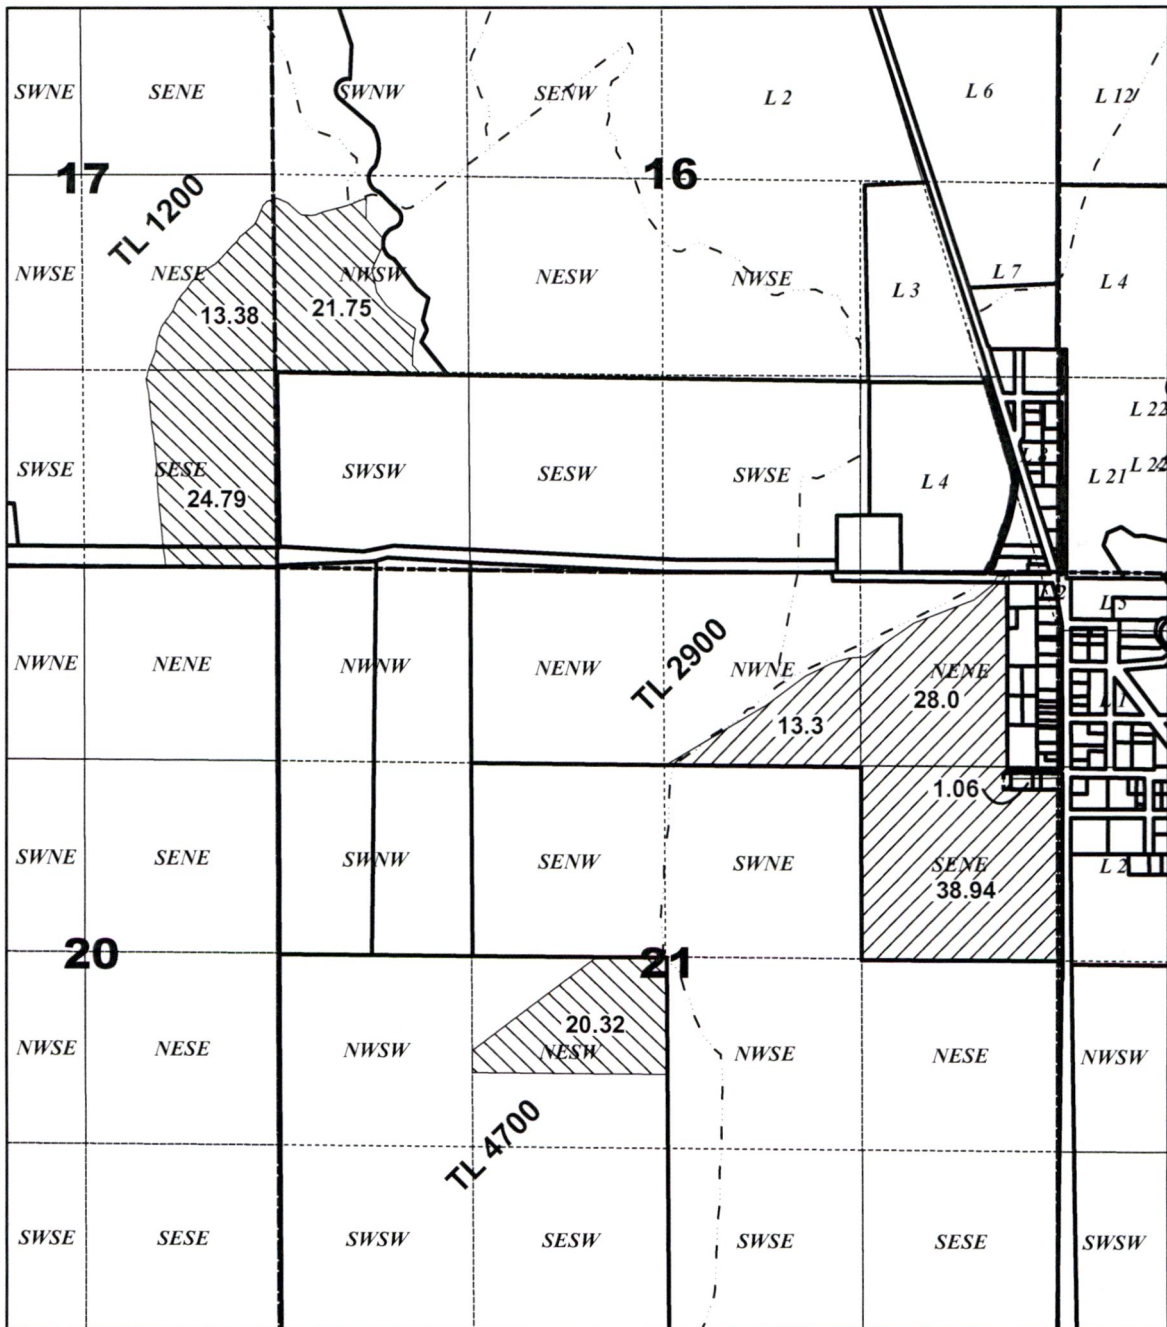 SWNE SENE SWNW SENW L 2 L 6 L 12
17 16
TL 1200
NWSE NESE NWSW NESW NWSE L 3 L 7 L 4
13.38 21.75
L 22
SWSE SESE SWSW SESW SWSE L 4 L 8 L 21 L 22
24.79
L 5
NWNE NENE NWNW NENW TL 2900 NWNE NENE L 1
13.3 28.0
1.06
SWNE SENE SWNW SENW SWNE SENE L 2
38.94
20 21
20.32
NWSE NESE NWSW NESW NWSE NESE NWSW
TL 4700
SWSE SESE SWSW SESW SWSE SESE SWSW